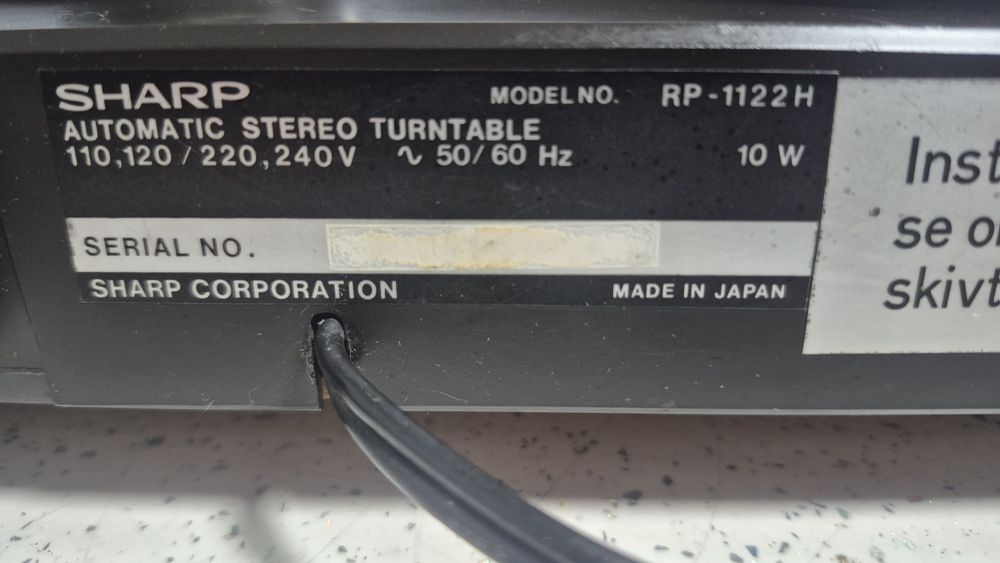 SHARP MODEL NO. RP-1122H
AUTOMATIC STEREO TURNTABLE
110,120 / 220,240V ∿ 50/60 Hz 10 W
SERIAL NO.
SHARP CORPORATION MADE IN JAPAN
Inst
se o
skivt